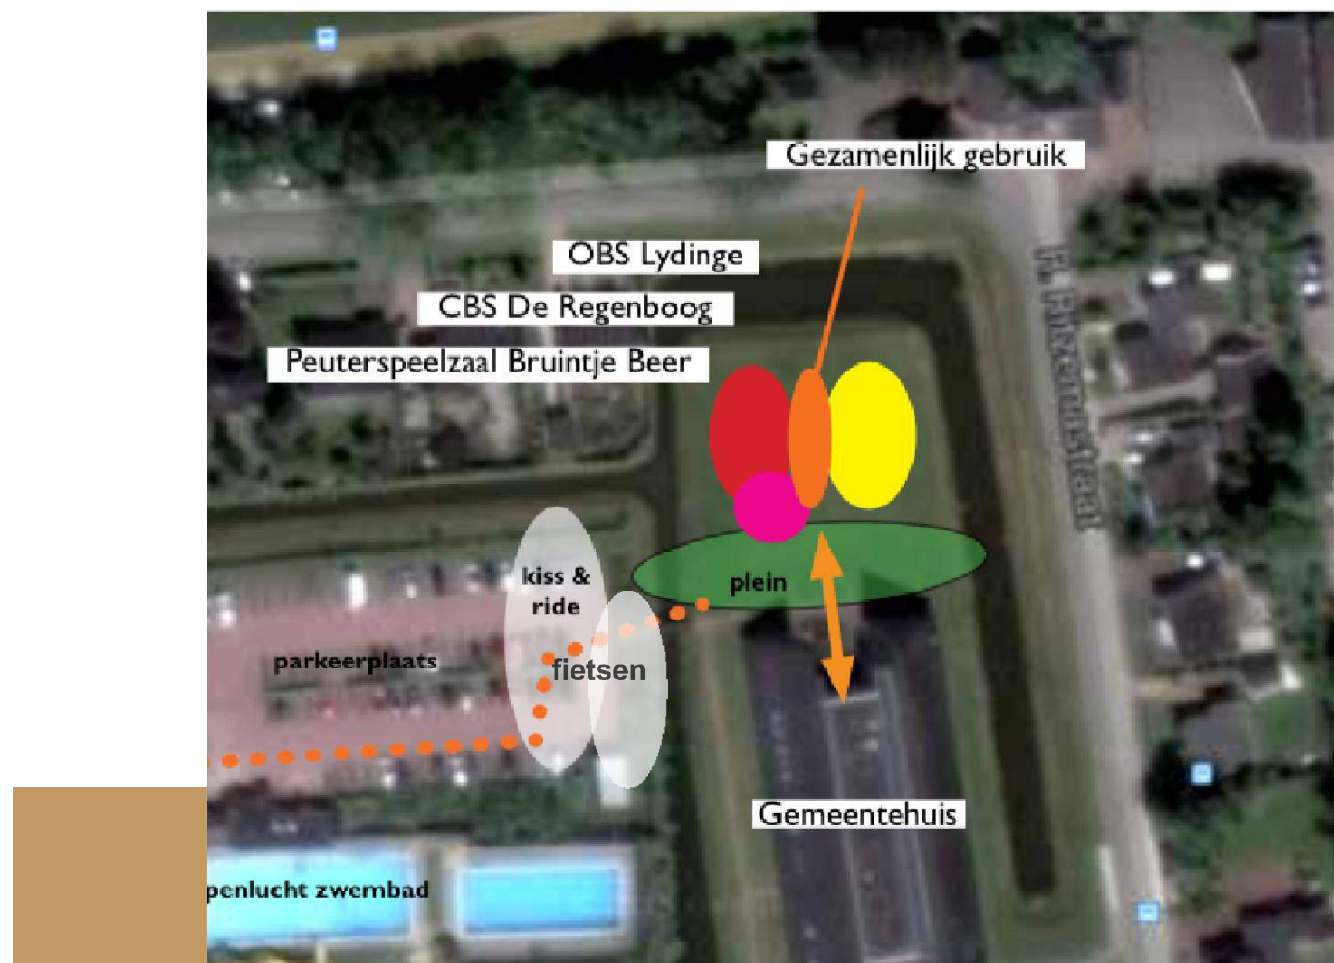 Gezamenlijk gebruik
OBS Lydinge
CBS De Regenboog
Peuterspeelzaal Bruintje Beer
kiss &
ride
plein
parkeerplaats
fietsen
Gemeentehuis
penlucht zwembad